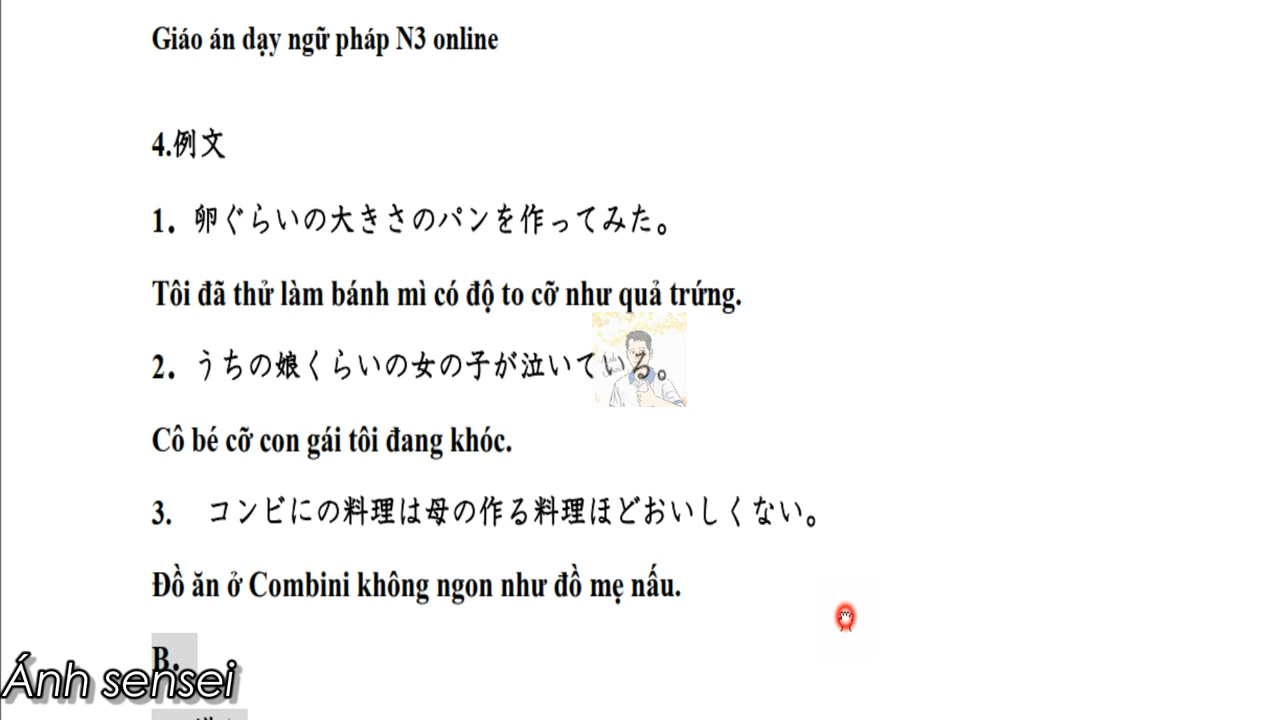 Giáo án dạy ngữ pháp N3 online
4.例文
1. 卵ぐらいの大きさのパンを作ってみた。
Tôi đã thử làm bánh mì có độ to cỡ như quả trứng.
2. うちの娘くらいの女の子が泣いている。
Cô bé cỡ con gái tôi đang khóc.
3. コンビにの料理は母の作る料理ほどおいしくない。
Đồ ăn ở Combini không ngon như đồ mẹ nấu.
B.
Ánh sensei